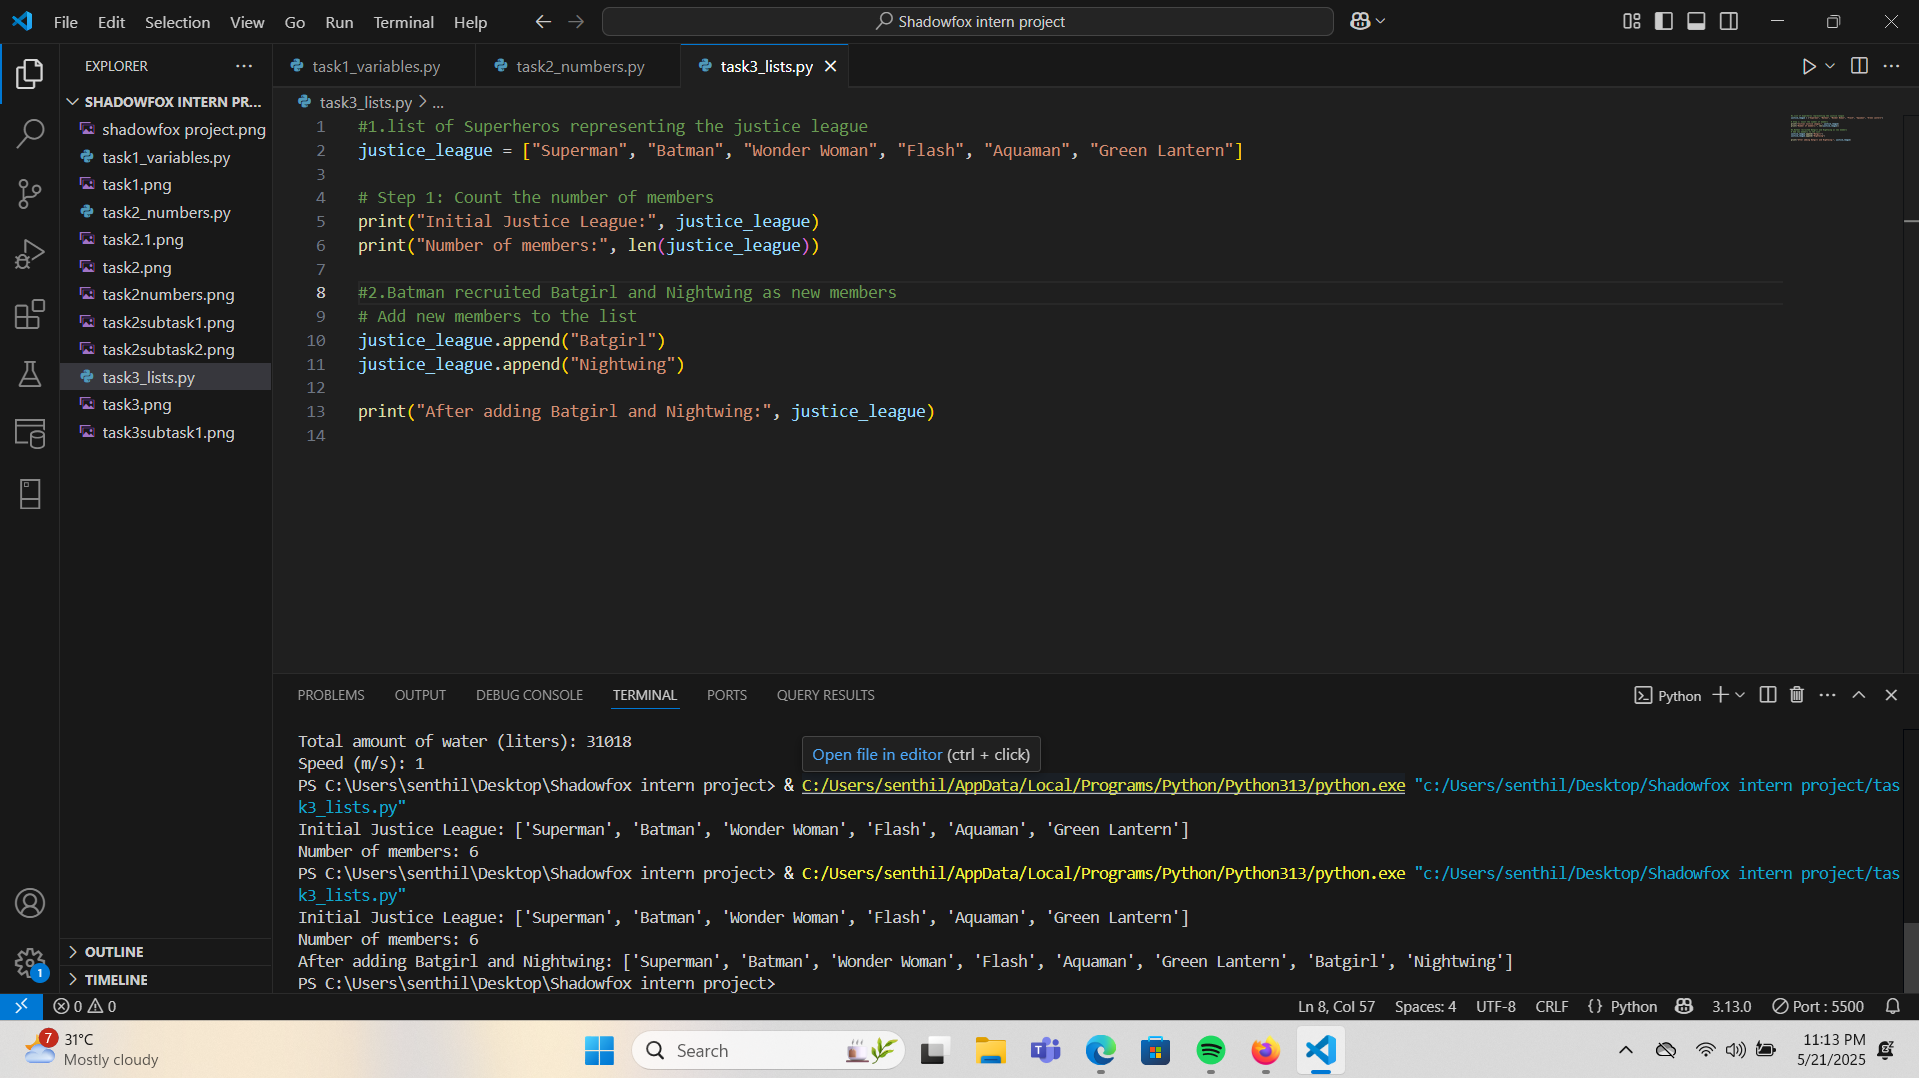 File Edit Selection View Go Run Terminal Help
Shadowfox intern project
EXPLORER
SHADOWFOX INTERN PR...
shadowfox project.png
task1_variables.py
task1.png
task2_numbers.py
task2.1.png
task2.png
task2numbers.png
task2subtask1.png
task2subtask2.png
task3_lists.py
task3.png
task3subtask1.png
OUTLINE
TIMELINE
task1_variables.py task2_numbers.py task3_lists.py
task3_lists.py > ...
1 #1.list of Superheros representing the justice league
2 justice_league = ["Superman", "Batman", "Wonder Woman", "Flash", "Aquaman", "Green Lantern"]
3
4 # Step 1: Count the number of members
5 print("Initial Justice League:", justice_league)
6 print("Number of members:", len(justice_league))
7
8 #2.Batman recruited Batgirl and Nightwing as new members
9 # Add new members to the list
10 justice_league.append("Batgirl")
11 justice_league.append("Nightwing")
12
13 print("After adding Batgirl and Nightwing:", justice_league)
14
PROBLEMS OUTPUT DEBUG CONSOLE TERMINAL PORTS QUERY RESULTS
Python
Total amount of water (liters): 31018
Open file in editor (ctrl + click)
Speed (m/s): 1
PS C:\Users\senthil\Desktop\Shadowfox intern project> & C:/Users/senthil/AppData/Local/Programs/Python/Python313/python.exe "c:/Users/senthil/Desktop/Shadowfox intern project/tas
k3_lists.py"
Initial Justice League: ['Superman', 'Batman', 'Wonder Woman', 'Flash', 'Aquaman', 'Green Lantern']
Number of members: 6
PS C:\Users\senthil\Desktop\Shadowfox intern project> & C:/Users/senthil/AppData/Local/Programs/Python/Python313/python.exe "c:/Users/senthil/Desktop/Shadowfox intern project/tas
k3_lists.py"
Initial Justice League: ['Superman', 'Batman', 'Wonder Woman', 'Flash', 'Aquaman', 'Green Lantern']
Number of members: 6
After adding Batgirl and Nightwing: ['Superman', 'Batman', 'Wonder Woman', 'Flash', 'Aquaman', 'Green Lantern', 'Batgirl', 'Nightwing']
PS C:\Users\senthil\Desktop\Shadowfox intern project>
1
0 0
Ln 8, Col 57 Spaces: 4 UTF-8 CRLF {} Python 3.13.0 Port : 5500
7
31°C
Mostly cloudy
Search
11:13 PM
5/21/2025